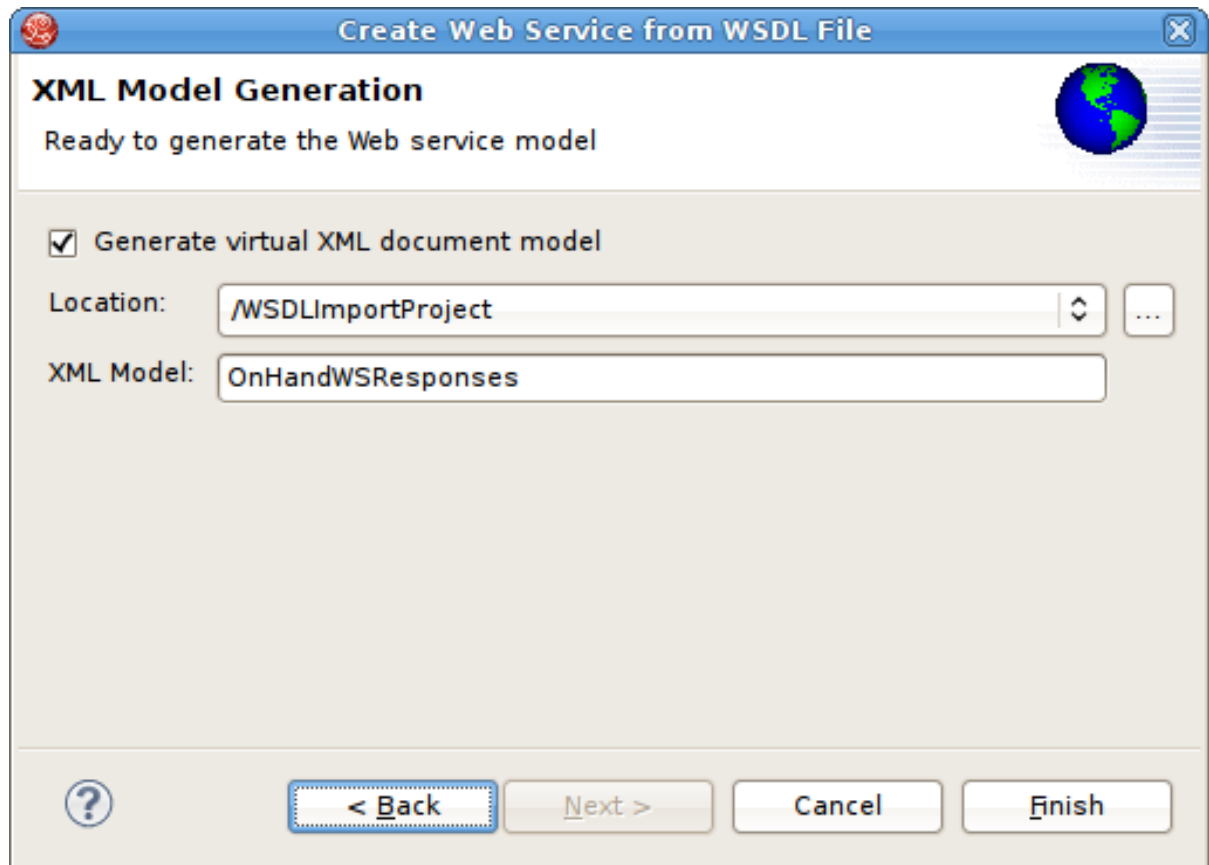 Create Web Service from WSDL File
XML Model Generation
Ready to generate the Web service model
Generate virtual XML document model
Location: /WSDLImportProject ...
XML Model: OnHandWSResponses
? < Back Next > Cancel Finish